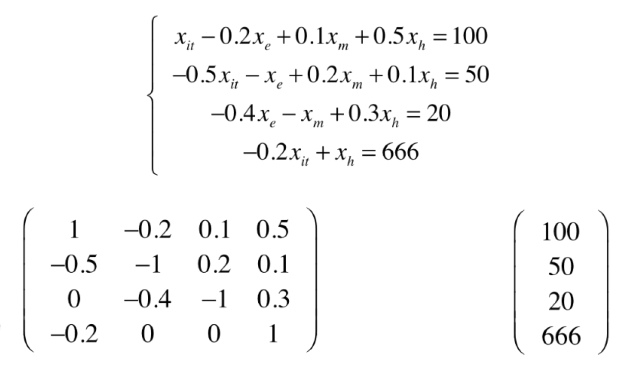 x_it − 0.2x_e + 0.1x_m + 0.5x_h = 100
−0.5x_it − x_e + 0.2x_m + 0.1x_h = 50
−0.4x_e − x_m + 0.3x_h = 20
−0.2x_it + x_h = 666
1 −0.2 0.1 0.5 100
−0.5 −1 0.2 0.1 50
0 −0.4 −1 0.3 20
−0.2 0 0 1 666